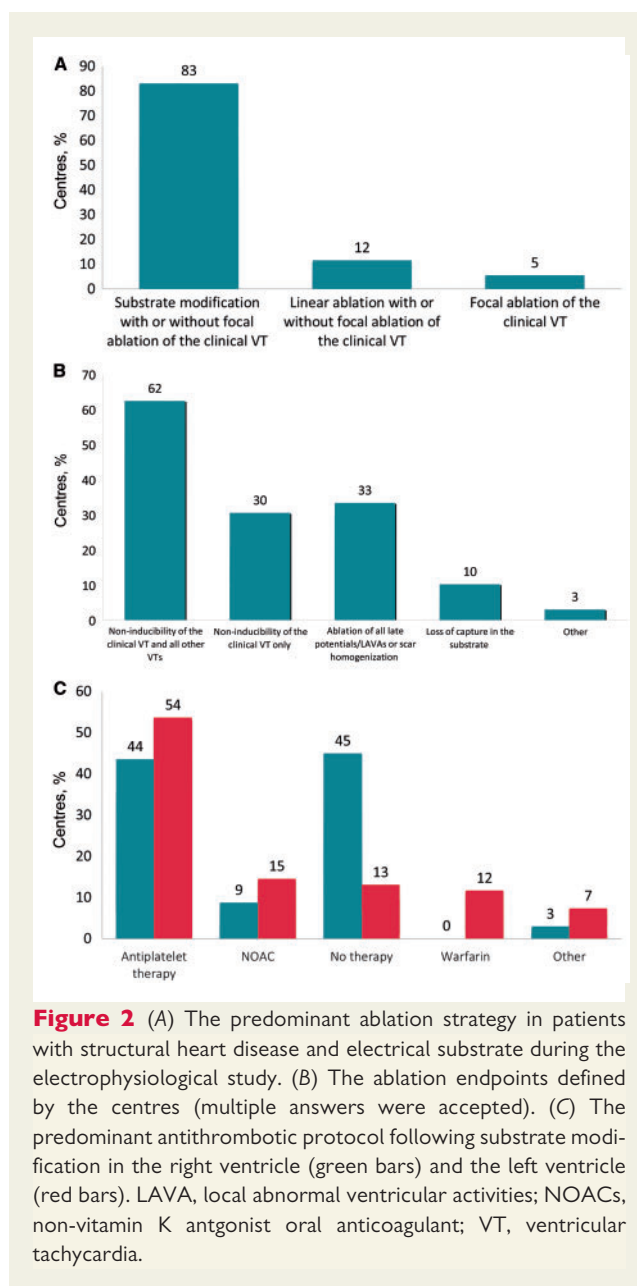 A
90
80
70
60
50
40
30
20
10
0
Centres, %
83
12
5
Substrate modification
with or without focal
ablation of the clinical VT
Linear ablation with or
without focal ablation of
the clinical VT
Focal ablation of the
clinical VT
B
70
60
50
40
30
20
10
0
Centres, %
62
30
33
10
3
Non-inducibility of the
clinical VT and all other
VTs
Non-inducibility of the
clinical VT only
Ablation of all late
potentials/LAVAs or scar
homogenization
Loss of capture in the
substrate
Other
C
60
50
40
30
20
10
0
Centres, %
44
54
9
15
45
13
0
12
3
7
Antiplatelet
therapy
NOAC
No therapy
Warfarin
Other
Figure 2 (A) The predominant ablation strategy in patients
with structural heart disease and electrical substrate during the
electrophysiological study. (B) The ablation endpoints defined
by the centres (multiple answers were accepted). (C) The
predominant antithrombotic protocol following substrate modi-
fication in the right ventricle (green bars) and the left ventricle
(red bars). LAVA, local abnormal ventricular activities; NOACs,
non-vitamin K antgonist oral anticoagulant; VT, ventricular
tachycardia.